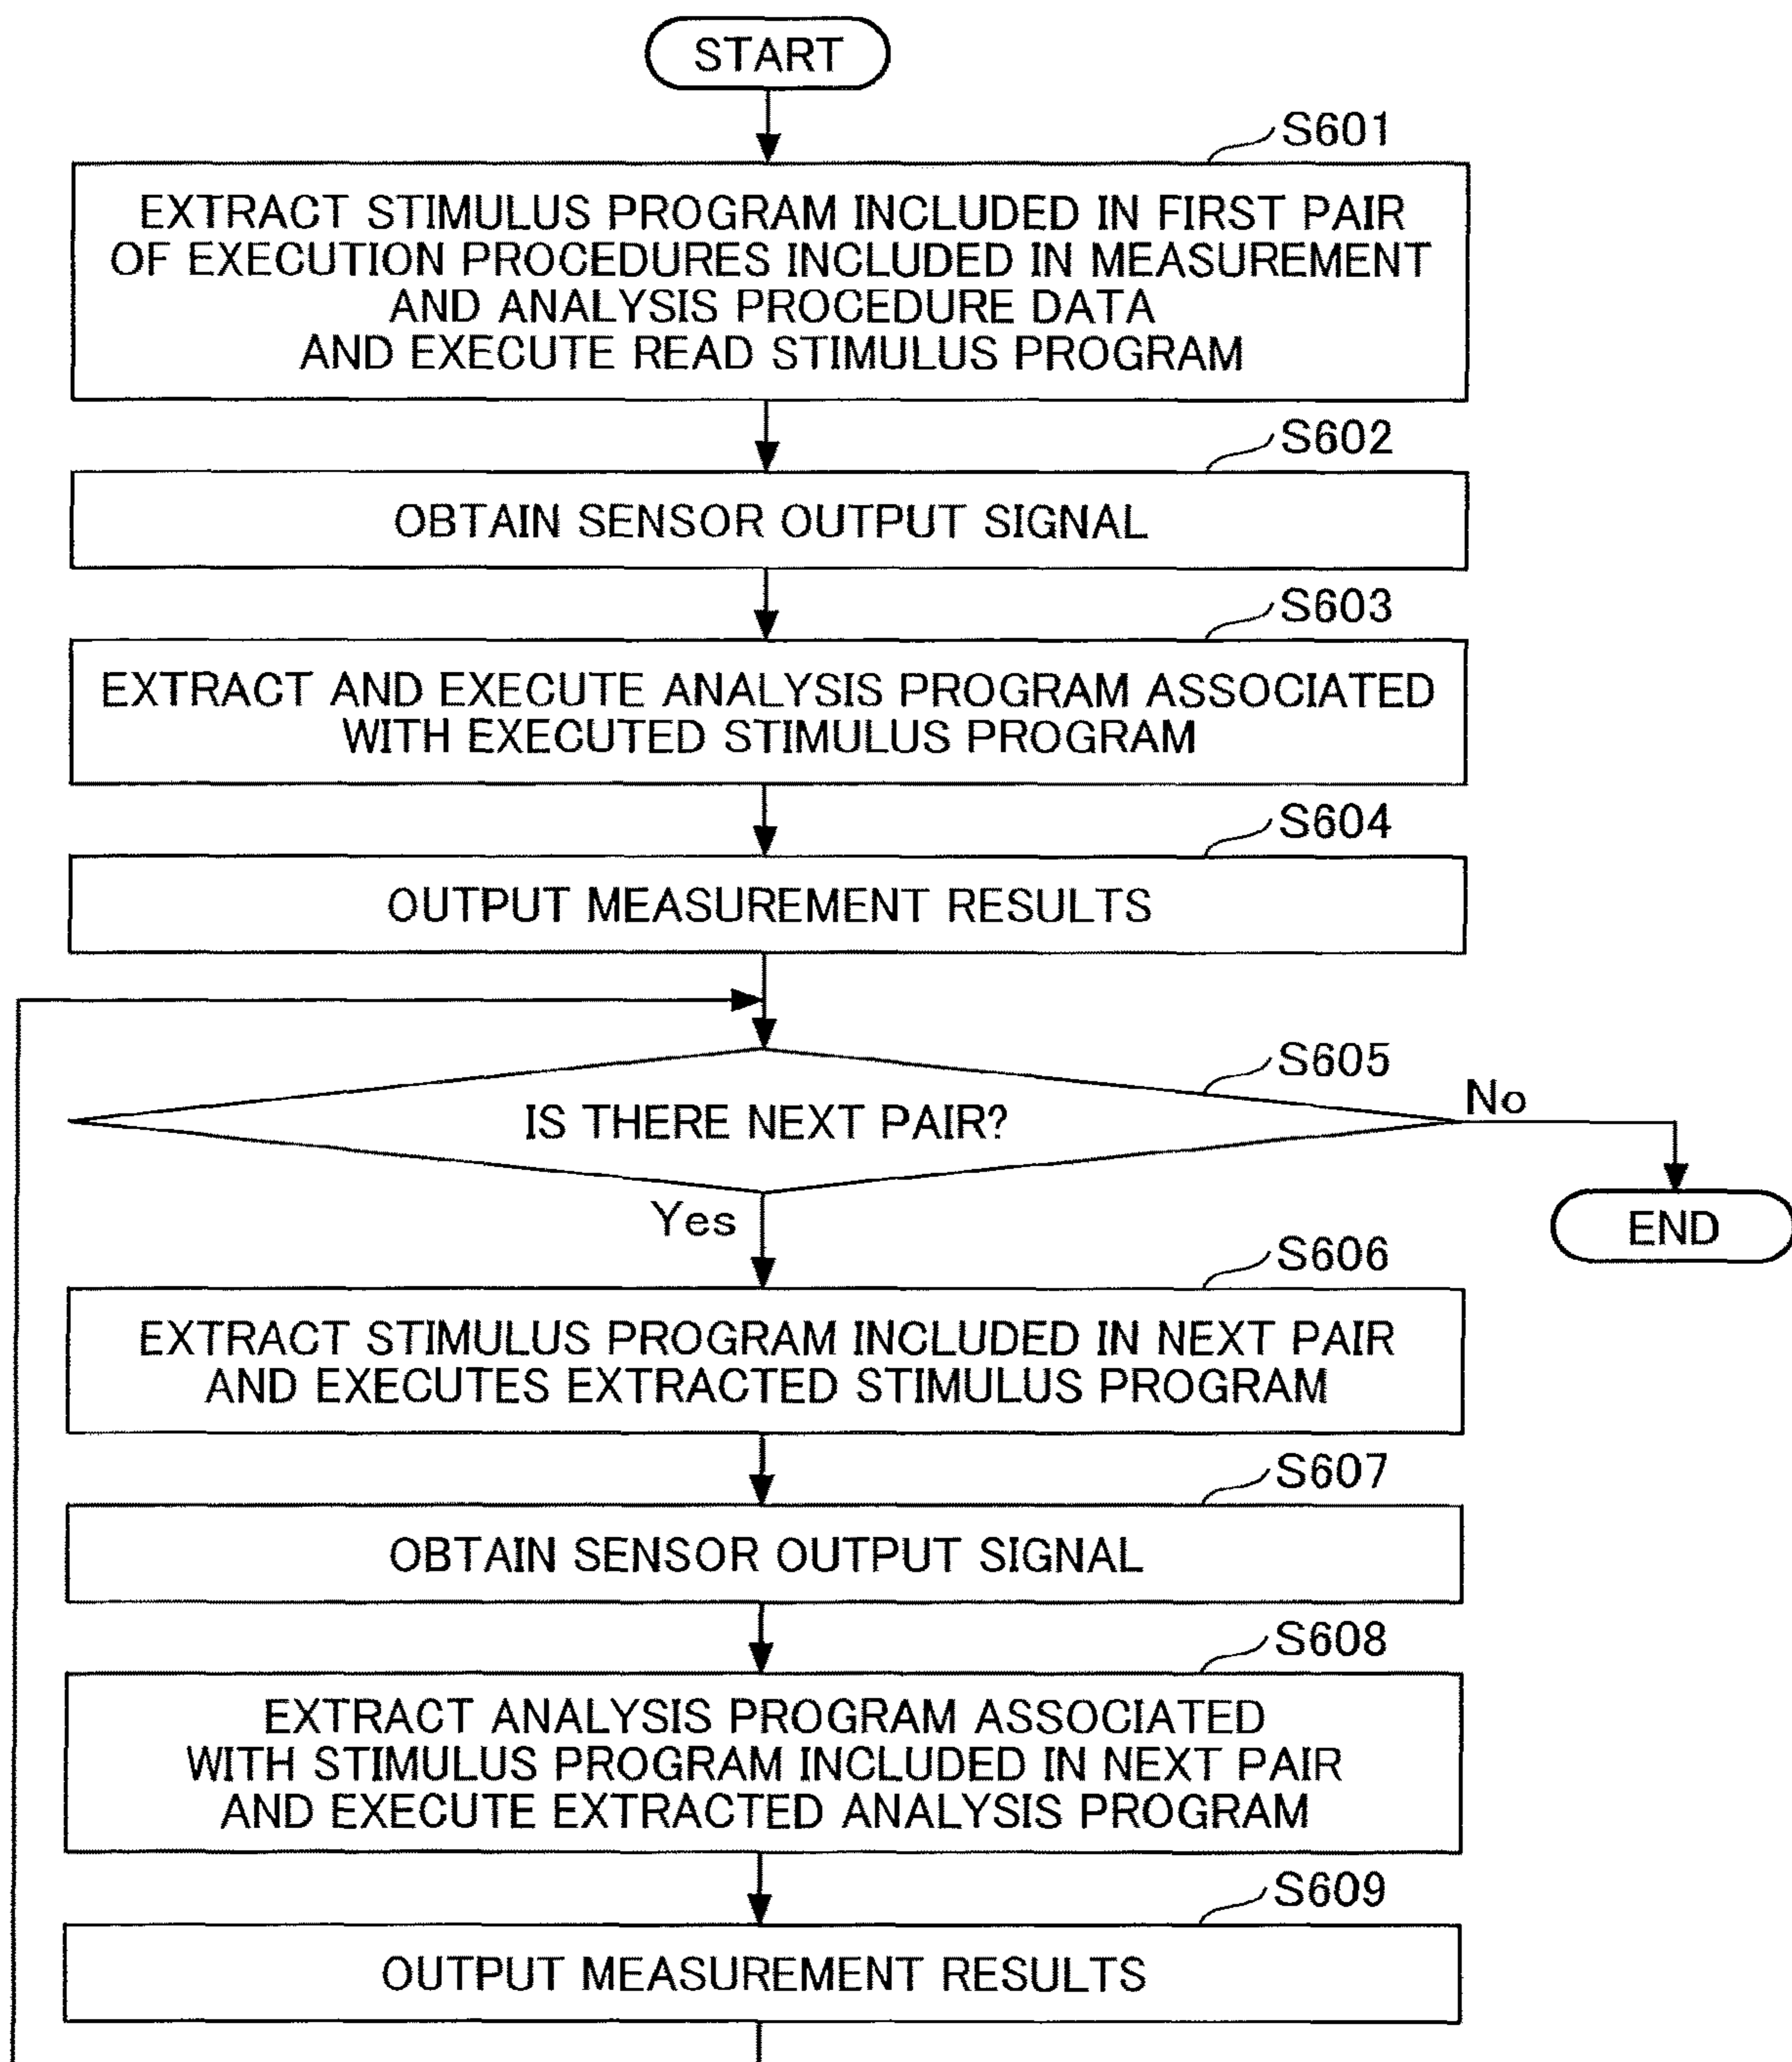 START
S601
EXTRACT STIMULUS PROGRAM INCLUDED IN FIRST PAIR
OF EXECUTION PROCEDURES INCLUDED IN MEASUREMENT
AND ANALYSIS PROCEDURE DATA
AND EXECUTE READ STIMULUS PROGRAM
S602
OBTAIN SENSOR OUTPUT SIGNAL
S603
EXTRACT AND EXECUTE ANALYSIS PROGRAM ASSOCIATED
WITH EXECUTED STIMULUS PROGRAM
S604
OUTPUT MEASUREMENT RESULTS
S605
IS THERE NEXT PAIR?
No
END
Yes
S606
EXTRACT STIMULUS PROGRAM INCLUDED IN NEXT PAIR
AND EXECUTES EXTRACTED STIMULUS PROGRAM
S607
OBTAIN SENSOR OUTPUT SIGNAL
S608
EXTRACT ANALYSIS PROGRAM ASSOCIATED
WITH STIMULUS PROGRAM INCLUDED IN NEXT PAIR
AND EXECUTE EXTRACTED ANALYSIS PROGRAM
S609
OUTPUT MEASUREMENT RESULTS